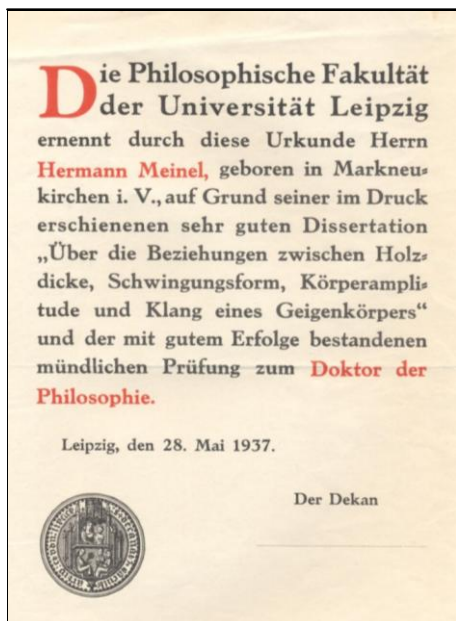 Die Philosophische Fakultät
der Universität Leipzig
ernennt durch diese Urkunde Herrn
Hermann Meinel, geboren in Markneu⸗
kirchen i. V., auf Grund seiner im Druck
erschienenen sehr guten Dissertation
„Über die Beziehungen zwischen Holz⸗
dicke, Schwingungsform, Körperampli⸗
tude und Klang eines Geigenkörpers“
und der mit gutem Erfolge bestandenen
mündlichen Prüfung zum Doktor der
Philosophie.
Leipzig, den 28. Mai 1937.
Der Dekan